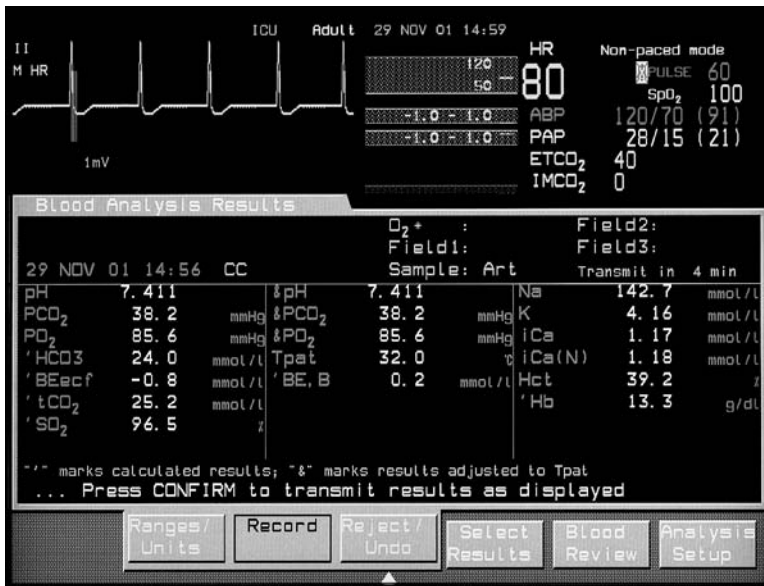 ICU Adult 29 NOV 01 14:59
II
M HR
1mV
120
50
HR 80
Non-paced mode
PULSE 60
SpO₂ 100
-1.0 - 1.0 ABP 120/70 (91)
-1.0 - 1.0 PAP 28/15 (21)
ETCO₂ 40
IMCO₂ 0
Blood Analysis Results
O₂+ : Field2:
Field1: Field3:
29 NOV 01 14:56 CC Sample: Art Transmit in 4 min
pH 7.411 &pH 7.411 Na 142.7 mmol/l
PCO₂ 38.2 mmHg &PCO₂ 38.2 mmHg K 4.16 mmol/l
PO₂ 85.6 mmHg &PO₂ 85.6 mmHg iCa 1.17 mmol/l
'HCO3 24.0 mmol/l Tpat 32.0 °C iCa(N) 1.18 mmol/l
'BEecf -0.8 mmol/l 'BE,B 0.2 mmol/l Hct 39.2 %
'tCO₂ 25.2 mmol/l 'Hb 13.3 g/dl
'SO₂ 96.5 %
"'" marks calculated results; "&" marks results adjusted to Tpat
... Press CONFIRM to transmit results as displayed
Ranges/ Units
Record
Reject/ Undo
Select Results
Blood Review
Analysis Setup